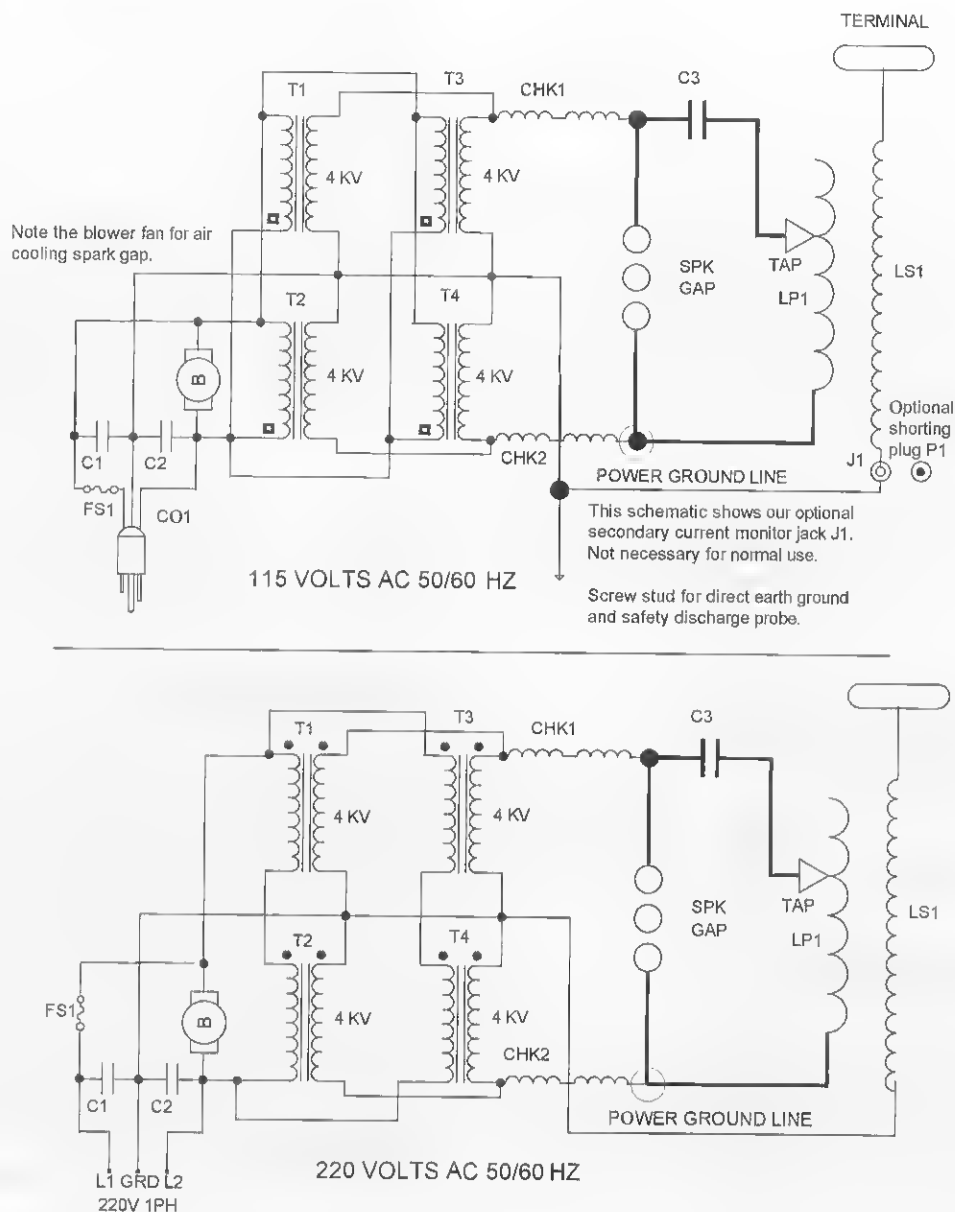 TERMINAL
T1
T3
CHK1
C3
4 KV
4 KV
Note the blower fan for air
cooling spark gap.
T2
T4
SPK
GAP
TAP
LP1
LS1
B
4 KV
4 KV
C1
C2
CHK2
Optional
shorting
plug P1
J1
FS1
CO1
POWER GROUND LINE
This schematic shows our optional
secondary current monitor jack J1.
Not necessary for normal use.
115 VOLTS AC 50/60 HZ
Screw stud for direct earth ground
and safety discharge probe.
T1
T3
CHK1
C3
4 KV
4 KV
T2
T4
SPK
GAP
TAP
LP1
LS1
FS1
B
4 KV
4 KV
CHK2
C1
C2
POWER GROUND LINE
L1 GRD L2
220V 1PH
220 VOLTS AC 50/60 HZ